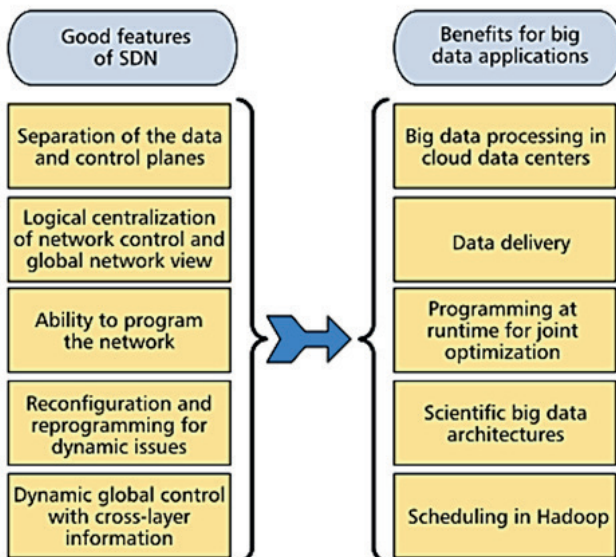 Good features
of SDN
Separation of the data
and control planes
Logical centralization
of network control and
global network view
Ability to program
the network
Reconfiguration and
reprogramming for
dynamic issues
Dynamic global control
with cross-layer
information
Benefits for big
data applications
Big data processing in
cloud data centers
Data delivery
Programming at
runtime for joint
optimization
Scientific big data
architectures
Scheduling in Hadoop